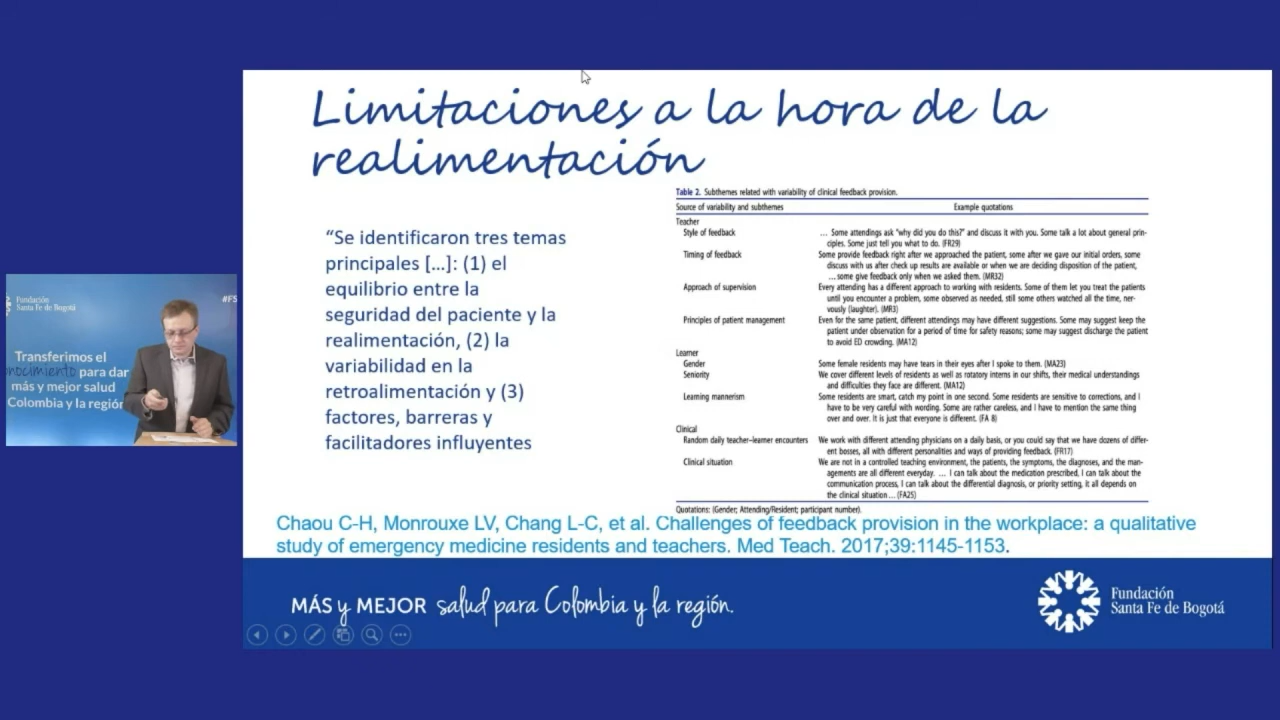 Limitaciones a la hora de la
realimentación
“Se identificaron tres temas
principales [...]: (1) el
equilibrio entre la
seguridad del paciente y la
realimentación, (2) la
variabilidad en la
retroalimentación y (3)
factores, barreras y
facilitadores influyentes
Table 2. Subthemes related with variability of clinical feedback provision.
Source of variability and subthemes Example quotations
Teacher
Style of feedback … Some attendings ask "why did you do this?" and discuss it with you. Some talk a lot about general prin-
ciples. Some just tell you what to do. (FR29)
Timing of feedback Some provide feedback right after we approached the patient, some after we gave our initial orders, some
discuss with us after check up results are available or when we are deciding disposition of the patient,
… some give feedback only when we asked them. (MR32)
Approach of supervision Every attending has a different approach to working with residents. Some of them let you treat the patients
until you encounter a problem, some observed as needed, still some others watched all the time, ner-
vously (laughter). (MR3)
Principles of patient management Even for the same patient, different attendings may have different suggestions. Some may suggest keep the
patient under observation for a period of time for safety reasons; some may suggest discharge the patient
to avoid ED crowding. (MA12)
Learner
Gender Some female residents may have tears in their eyes after I spoke to them. (MA23)
Seniority We cover different levels of residents as well as rotatory interns in our shifts, their medical understandings
and difficulties they face are different. (MA12)
Learning mannerism Some residents are smart, catch my point in one second. Some residents are sensitive to corrections, and I
have to be very careful with wording. Some are rather careless, and I have to mention the same thing
over and over. It is just that everyone is different. (FA 8)
Clinical
Random daily teacher–learner encounters We work with different attending physicians on a daily basis, or you could say that we have dozens of differ-
ent bosses, all with different personalities and ways of providing feedback. (FR17)
Clinical situation We are not in a controlled teaching environment, the patients, the symptoms, the diagnoses, and the man-
agements are all different everyday. … I can talk about the medication prescribed, I can talk about the
communication process, I can talk about the differential diagnosis, or priority setting, it all depends on
the clinical situation … (FA25)
Quotations: (Gender; Attending/Resident; participant number).
Chaou C-H, Monrouxe LV, Chang L-C, et al. Challenges of feedback provision in the workplace: a qualitative
study of emergency medicine residents and teachers. Med Teach. 2017;39:1145-1153.
MÁS y MEJOR salud para Colombia y la región.
Fundación
Santa Fe de Bogotá
Fundación
Santa Fe de Bogotá
#FS
Transferimos el
onocimiento para dar
más y mejor salud
Colombia y la región